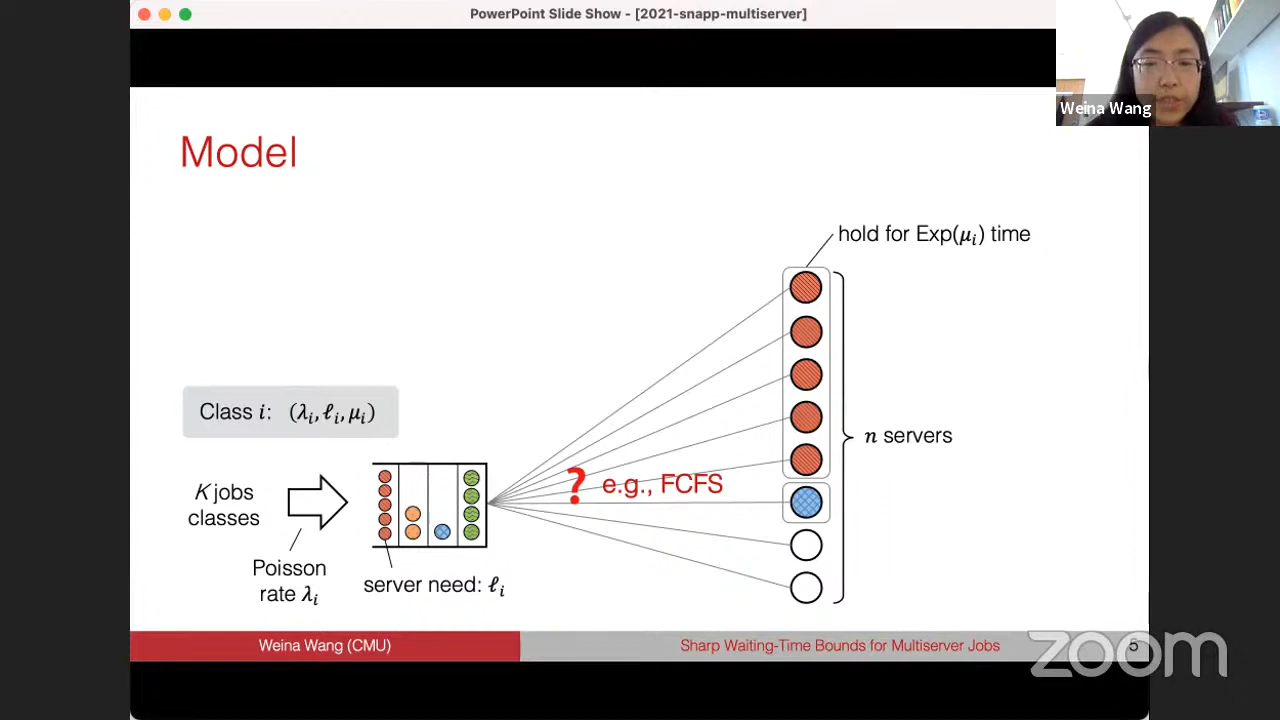 PowerPoint Slide Show - [2021-snapp-multiserver]
Weina Wang
Model
hold for Exp(μᵢ) time
Class i: (λᵢ, ℓᵢ, μᵢ)
n servers
? e.g., FCFS
K jobs
classes
Poisson
rate λᵢ
server need: ℓᵢ
Weina Wang (CMU)
Sharp Waiting-Time Bounds for Multiserver Jobs
5
zoom